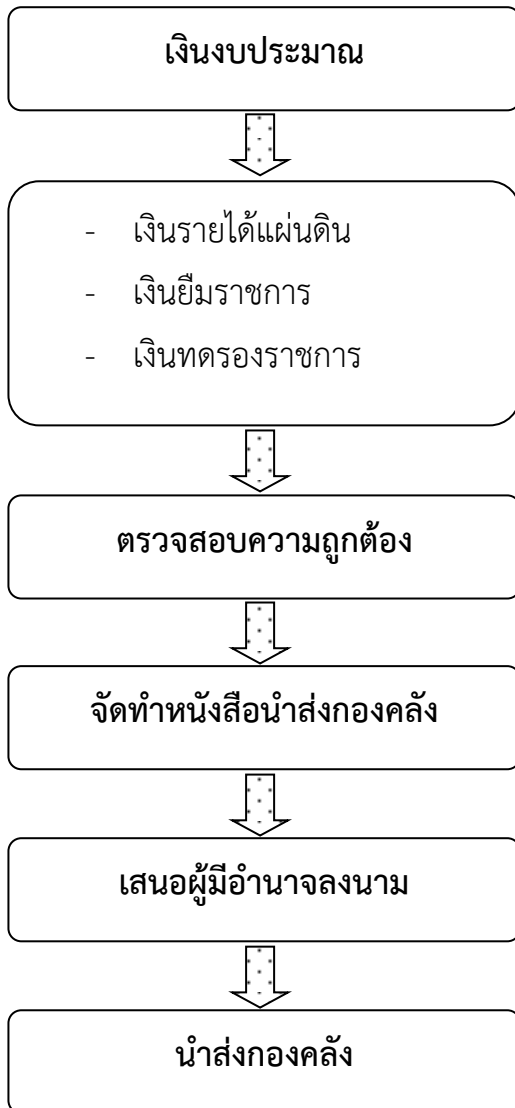 เงินงบประมาณ
- เงินรายได้แผ่นดิน
- เงินยืมราชการ
- เงินทดรองราชการ
ตรวจสอบความถูกต้อง
จัดทำหนังสือนำส่งกองคลัง
เสนอผู้มีอำนาจลงนาม
นำส่งกองคลัง